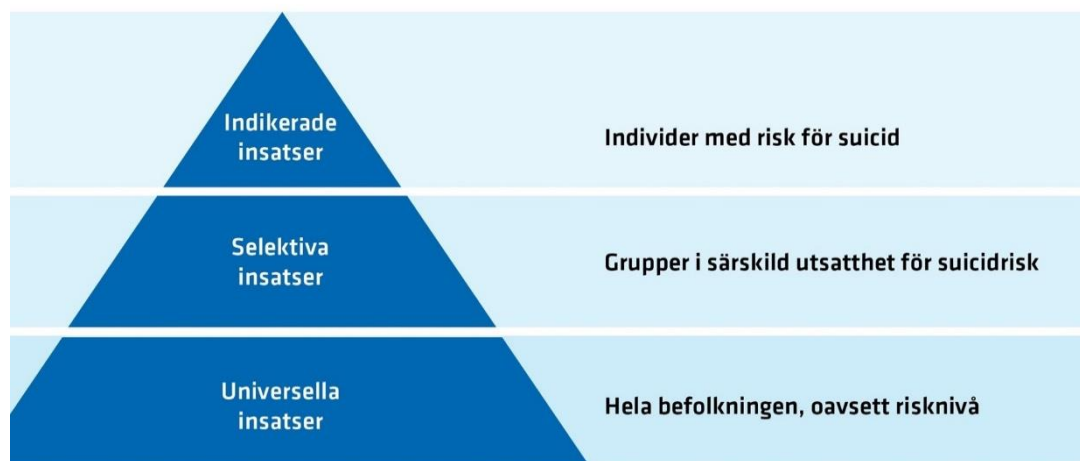 Indikerade
insatser
Individer med risk för suicid
Selektiva
insatser
Grupper i särskild utsatthet för suicidrisk
Universella
insatser
Hela befolkningen, oavsett risknivå